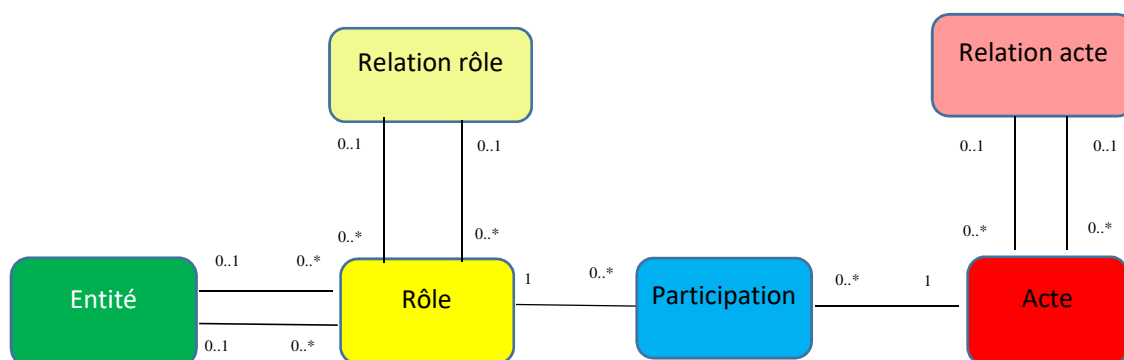 Relation rôle
Relation acte
0..1
0..1
0..1
0..1
0..*
0..*
0..*
0..*
0..1
0..*
1
0..*
0..*
1
Entité
Rôle
Participation
Acte
0..1
0..*